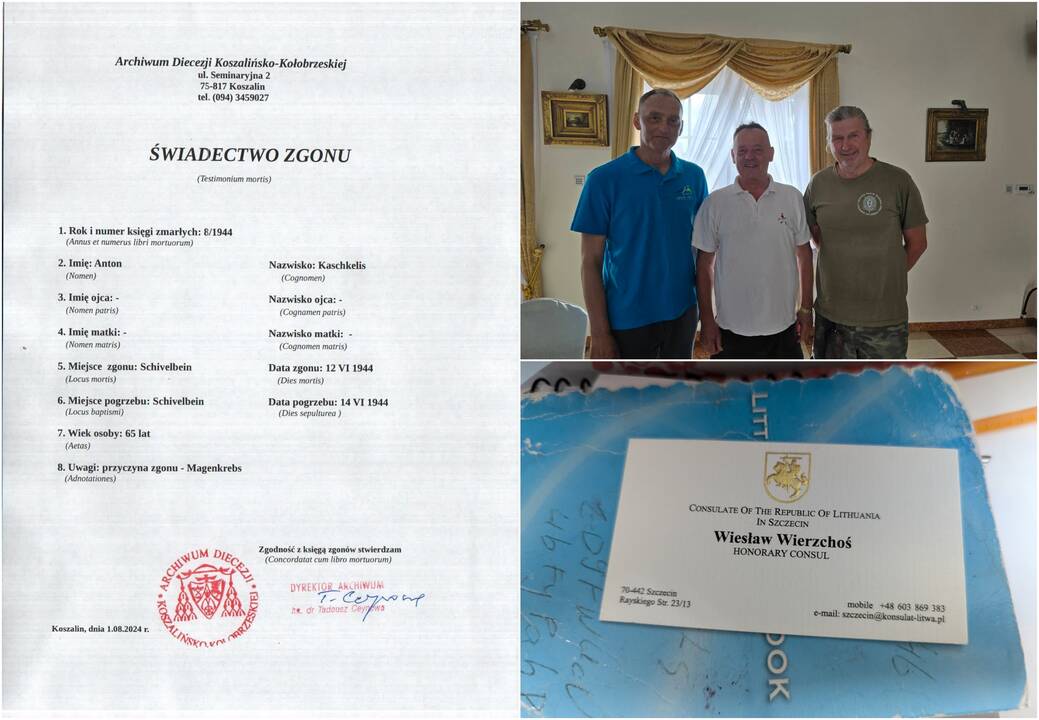 Archiwum Diecezji Koszalińsko-Kołobrzeskiej
ul. Seminaryjna 2
75-817 Koszalin
tel. (094) 3459027
ŚWIADECTWO ZGONU
(Testimonium mortis)
1. Rok i numer księgi zmarłych: 8/1944
(Annus et numerus libri mortuorum)
2. Imię: Anton Nazwisko: Kaschkelis
(Nomen) (Cognomen)
3. Imię ojca: - Nazwisko ojca: -
(Nomen patris) (Cognamen patris)
4. Imię matki: - Nazwisko matki: -
(Nomen matris) (Cognomen matris)
5. Miejsce zgonu: Schivelbein Data zgonu: 12 VI 1944
(Locus mortis) (Dies mortis)
6. Miejsce pogrzebu: Schivelbein Data pogrzebu: 14 VI 1944
(Locus baptismi) (Dies sepulturea )
7. Wiek osoby: 65 lat
(Aetas)
8. Uwagi: przyczyna zgonu - Magenkrebs
(Adnotationes)
Zgodność z księgą zgonów stwierdzam
(Concordatat cum libro mortuorum)
ARCHIWUM DIECEZJI
KOSZALIŃSKO-KOŁOBRZESKIEJ
DYREKTOR ARCHIWUM
ks. dr Tadeusz Ceynowa
T. Ceynowa
Koszalin, dnia 1.08.2024 r.
CONSULATE OF THE REPUBLIC OF LITHUANIA
IN SZCZECIN
Wiesław Wierzchoś
HONORARY CONSUL
70-442 Szczecin
Rayskiego Str. 23/13
mobile +48 603 869 383
e-mail: szczecin@konsulat-litwa.pl